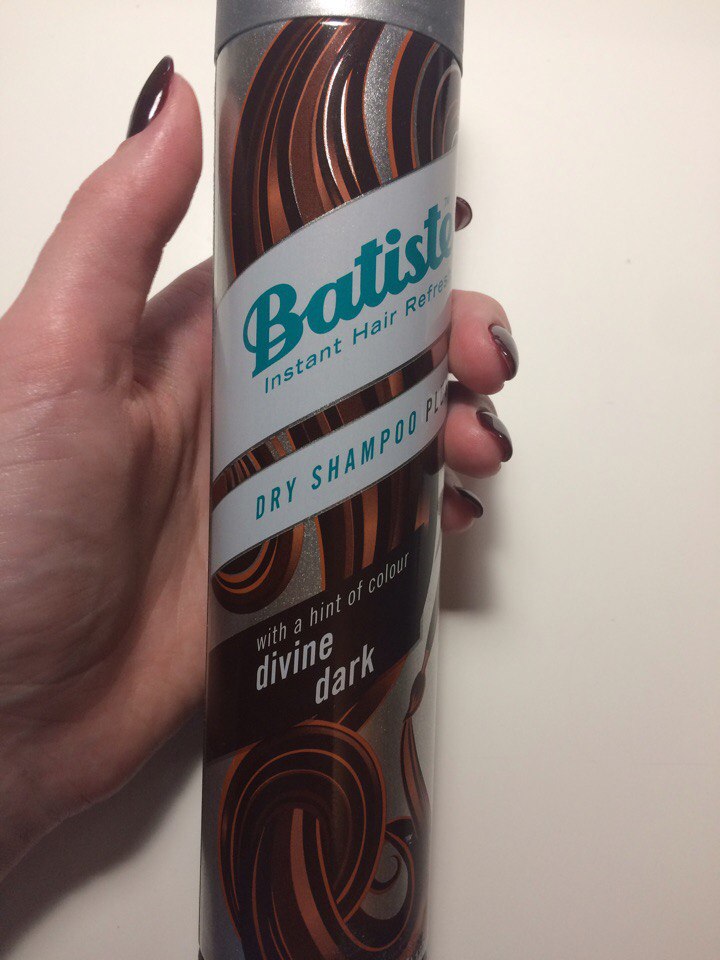 Batiste
Instant Hair Refres
DRY SHAMPOO PL
with a hint of colour
divine
dark